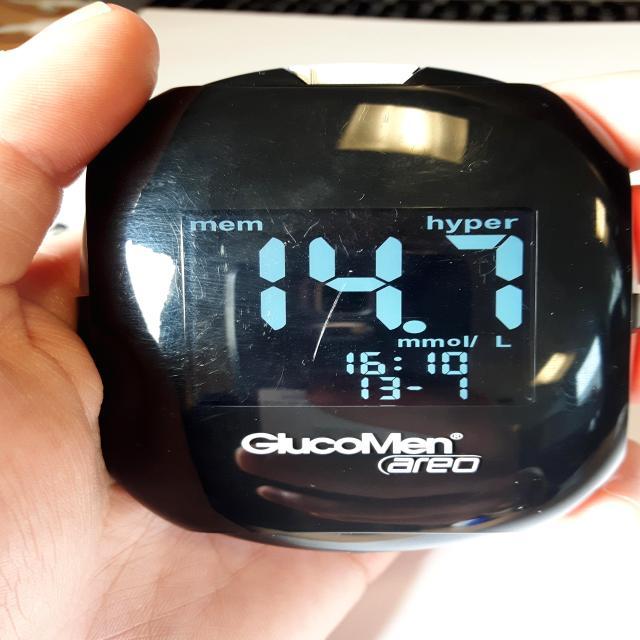 mem hyper
14.7
mmol/ L
16:10
13- 1
GlucoMen®
areo